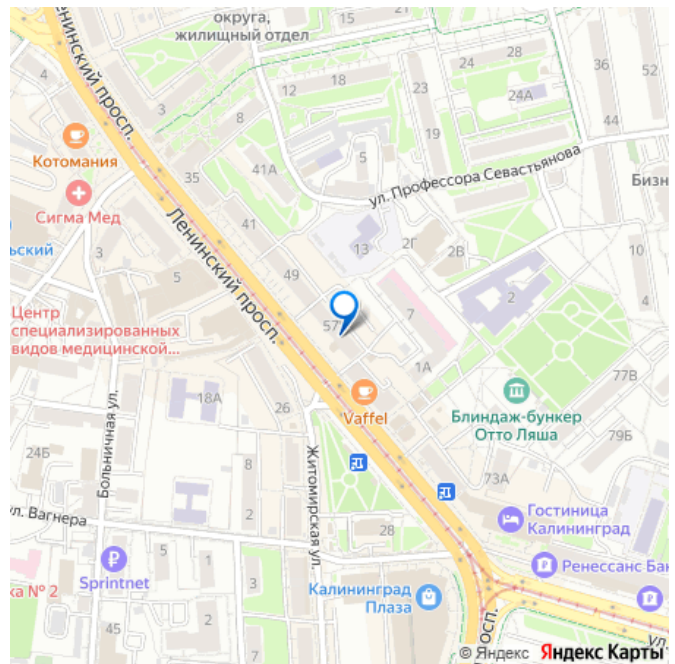 округа,
жилищный отдел
Ленинский просп.
4
3
12
18
24
28
24А
36
52
8
23
19
44
Котомания
35
41А
5
ул. Профессора Севастьянова
Бизн
Сигма Мед
41
Ленинский просп.
13
2Г
2В
10
ьский
3
5
49
2
4
Центр
специализированных
видов медицинской...
57
7
1А
77В
18А
26
Vaffel
Блиндаж-бункер
Отто Ляша
Больничная ул.
79Б
24Б
8
Житомирская ул.
73А
Гостиница
Калининград
2
ул. Вагнера
28
Sprintnet
5
1
3
Ренессанс Бан
ка № 2
2
Калининград
Плаза
45
7
просп.
ул.
© Яндекс Яндекс Карты